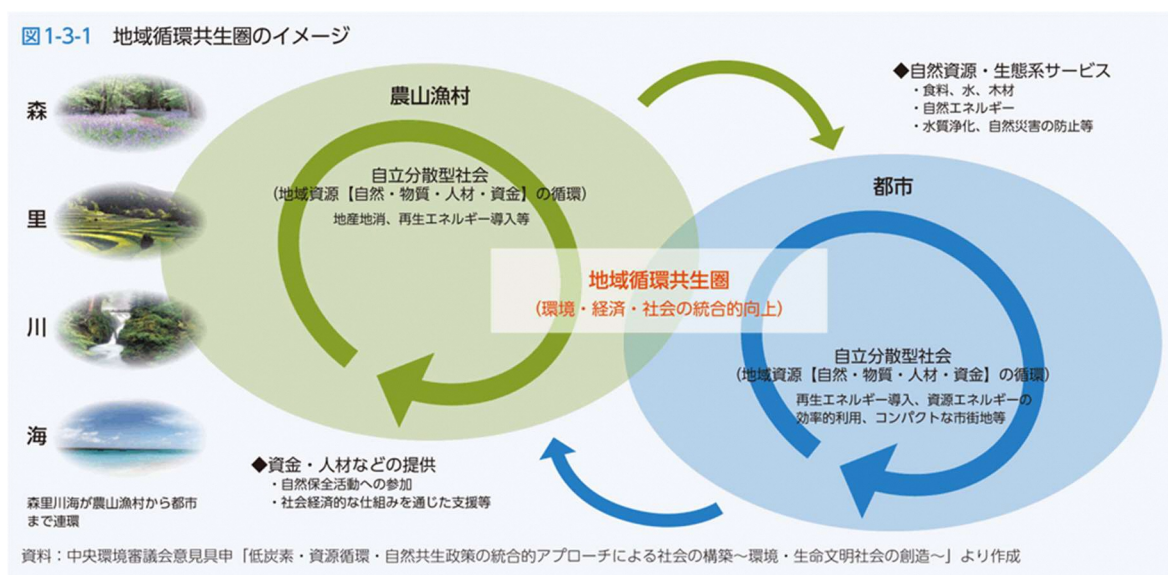 図1-3-1 地域循環共生圏のイメージ
森
里
川
海
森里川海が農山漁村から都市
まで連環
農山漁村
自立分散型社会
(地域資源【自然・物質・人材・資金】の循環)
地産地消、再生エネルギー導入等
◆自然資源・生態系サービス
・食料、水、木材
・自然エネルギー
・水質浄化、自然災害の防止等
都市
地域循環共生圏
(環境・経済・社会の統合的向上)
自立分散型社会
(地域資源【自然・物質・人材・資金】の循環)
再生エネルギー導入、資源エネルギーの
効率的利用、コンパクトな市街地等
◆資金・人材などの提供
・自然保全活動への参加
・社会経済的な仕組みを通じた支援等
資料：中央環境審議会意見具申「低炭素・資源循環・自然共生政策の統合的アプローチによる社会の構築～環境・生命文明社会の創造～」より作成